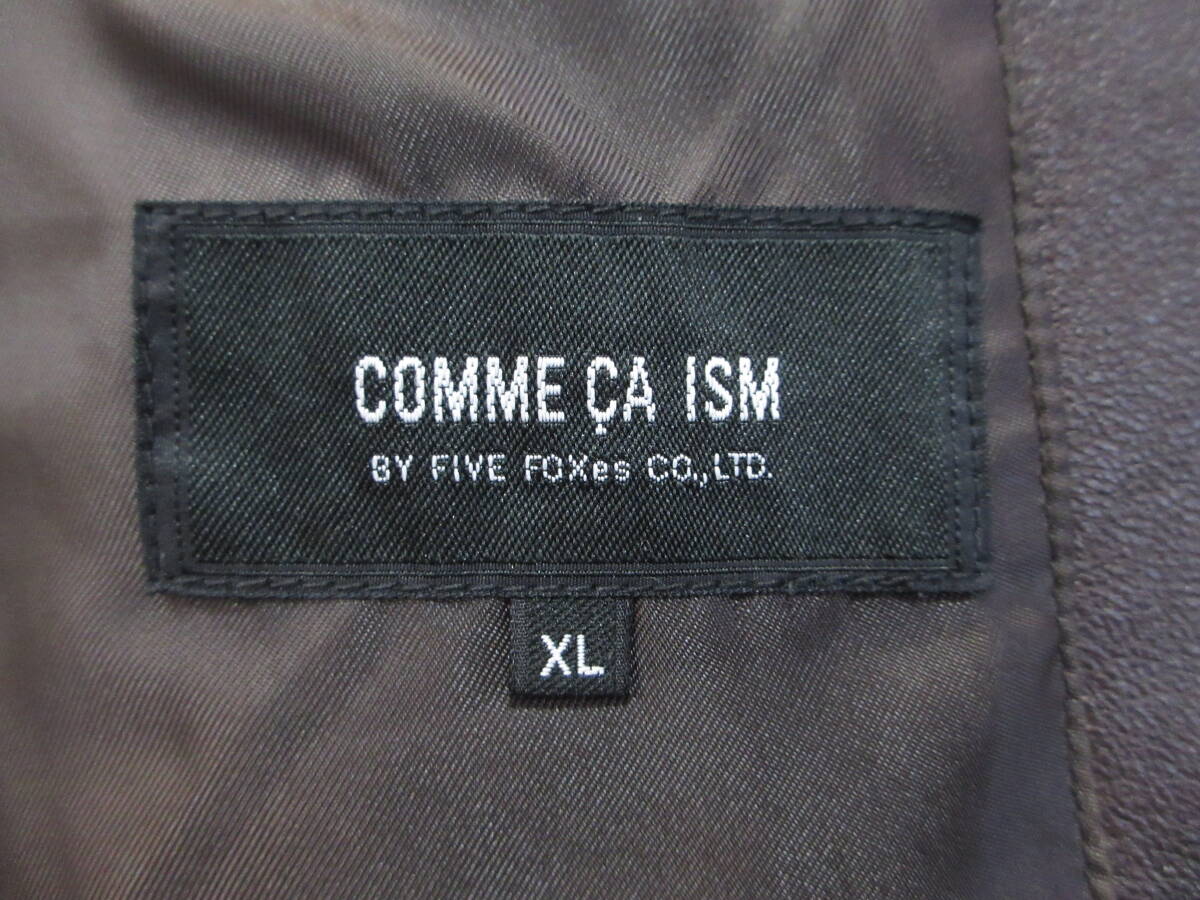 COMME ÇA ISM
BY FIVE FOXes CO.,LTD.
XL